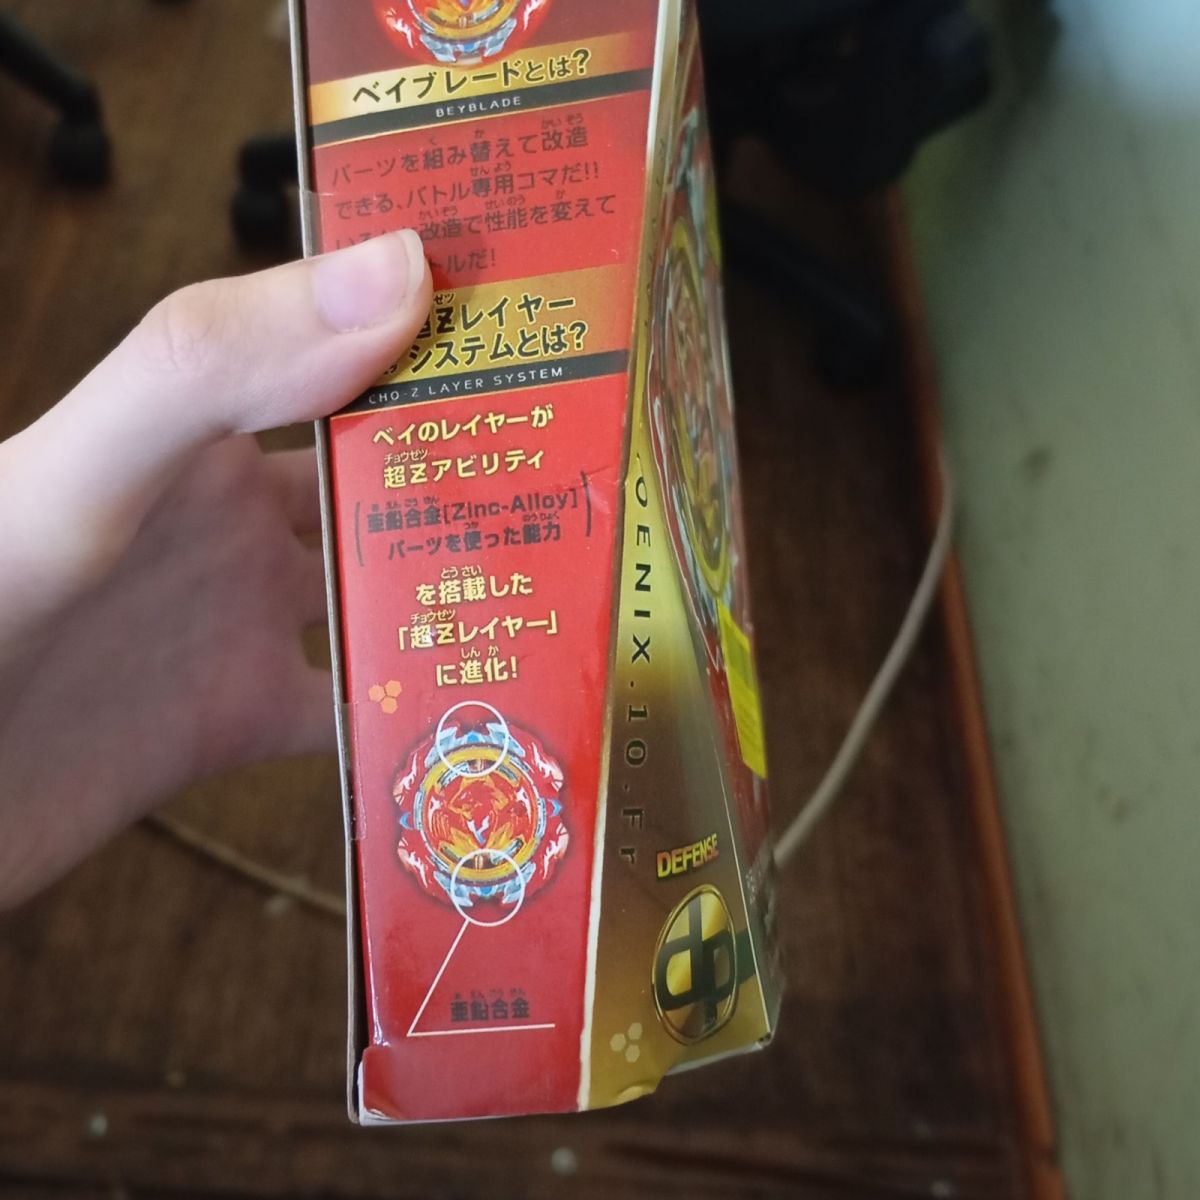 ベイブレードとは?
BEYBLADE
パーツを組み替えて改造
できる、バトル専用コマだ!!
改造で性能を変えて
トルだ!
超Zレイヤー
システムとは?
CHO-Z LAYER SYSTEM
ベイのレイヤーが
超Zアビリティ
亜鉛合金[Zinc-Alloy]
パーツを使った能力
を搭載した
「超Zレイヤー」
に進化!
亜鉛合金
OENIX.10.Fr
DEFENSE